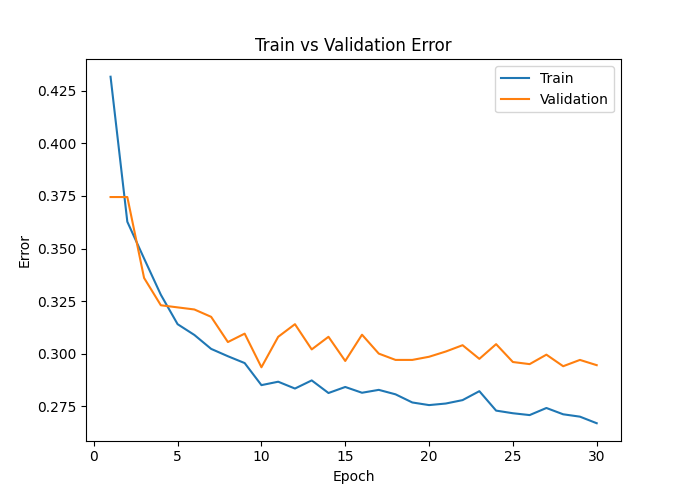 Train vs Validation Error
Train
Validation
0.425
0.400
0.375
0.350
0.325
0.300
0.275
Error
0 5 10 15 20 25 30
Epoch